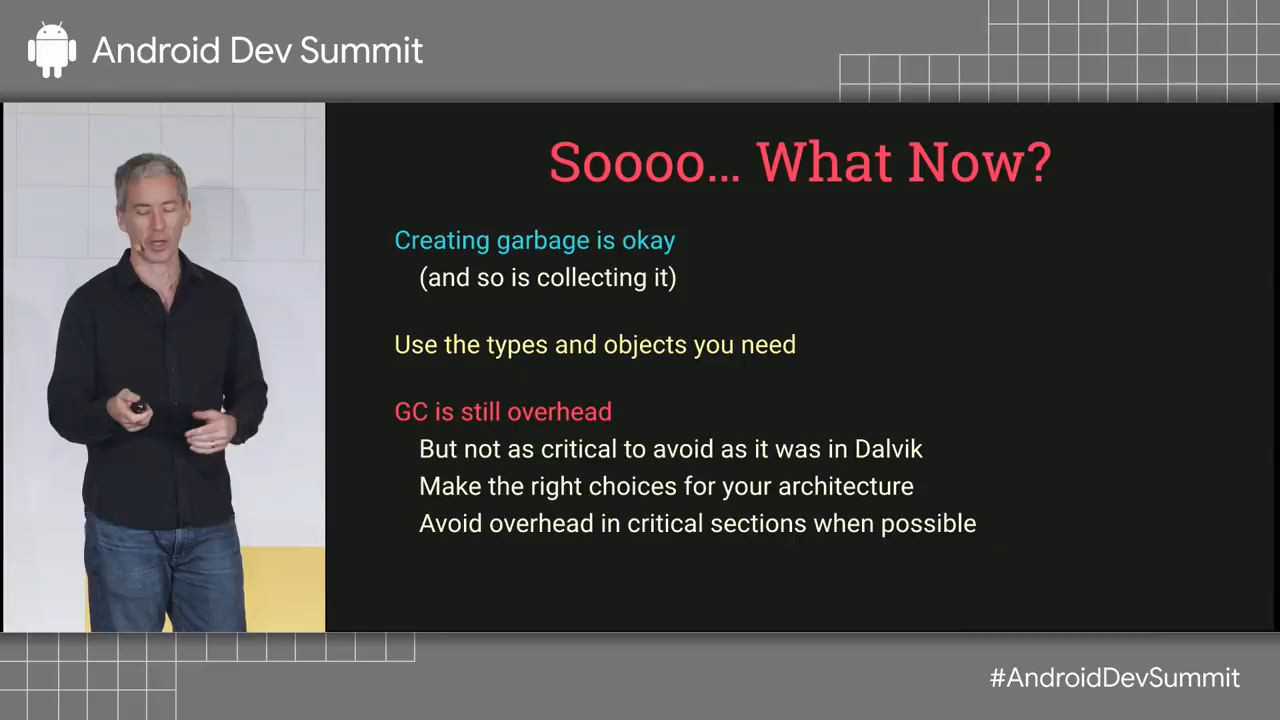 Android Dev Summit
Soooo... What Now?
Creating garbage is okay
(and so is collecting it)
Use the types and objects you need
GC is still overhead
But not as critical to avoid as it was in Dalvik
Make the right choices for your architecture
Avoid overhead in critical sections when possible
#AndroidDevSummit